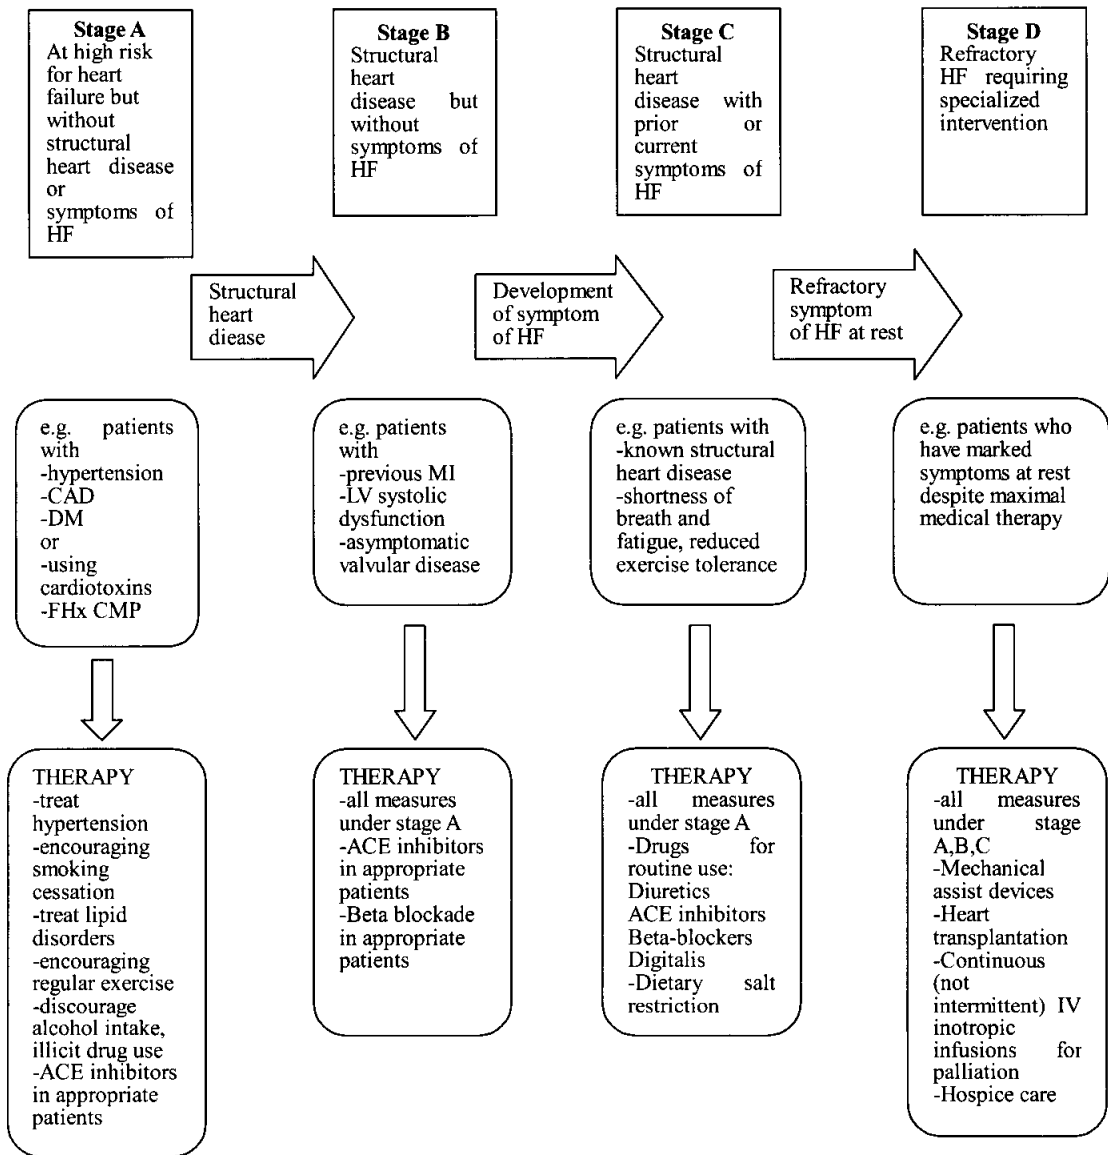 Stage A
At high risk
for heart
failure but
without
structural
heart disease
or
symptoms of
HF
Stage B
Structural
heart
disease but
without
symptoms of
HF
Stage C
Structural
heart
disease with
prior or
current
symptoms of
HF
Stage D
Refractory
HF requiring
specialized
intervention
Structural
heart
disease
Development
of symptom
of HF
Refractory
symptom
of HF at rest
e.g. patients
with
-hypertension
-CAD
-DM
or
-using
cardiotoxins
-FHx CMP
e.g. patients
with
-previous MI
-LV systolic
dysfunction
-asymptomatic
valvular disease
e.g. patients with
-known structural
heart disease
-shortness of
breath and
fatigue, reduced
exercise tolerance
e.g. patients who
have marked
symptoms at rest
despite maximal
medical therapy
THERAPY
-treat
hypertension
-encouraging
smoking
cessation
-treat lipid
disorders
-encouraging
regular exercise
-discourage
alcohol intake,
illicit drug use
-ACE inhibitors
in appropriate
patients
THERAPY
-all measures
under stage A
-ACE inhibitors
in appropriate
patients
-Beta blockade
in appropriate
patients
THERAPY
-all measures
under stage A
-Drugs for
routine use:
Diuretics
ACE inhibitors
Beta-blockers
Digitalis
-Dietary salt
restriction
THERAPY
-all measures
under stage
A,B,C
-Mechanical
assist devices
-Heart
transplantation
-Continuous
(not
intermittent) IV
inotropic
infusions for
palliation
-Hospice care